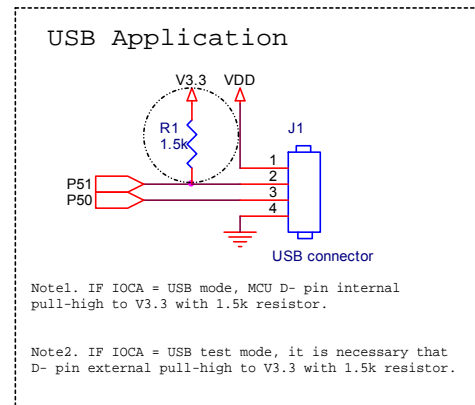 USB Application
V3.3 VDD
R1
1.5k
J1
1
P51
2
P50
3
4
USB connector
Note1. IF IOCA = USB mode, MCU D- pin internal
pull-high to V3.3 with 1.5k resistor.
Note2. IF IOCA = USB test mode, it is necessary that
D- pin external pull-high to V3.3 with 1.5k resistor.